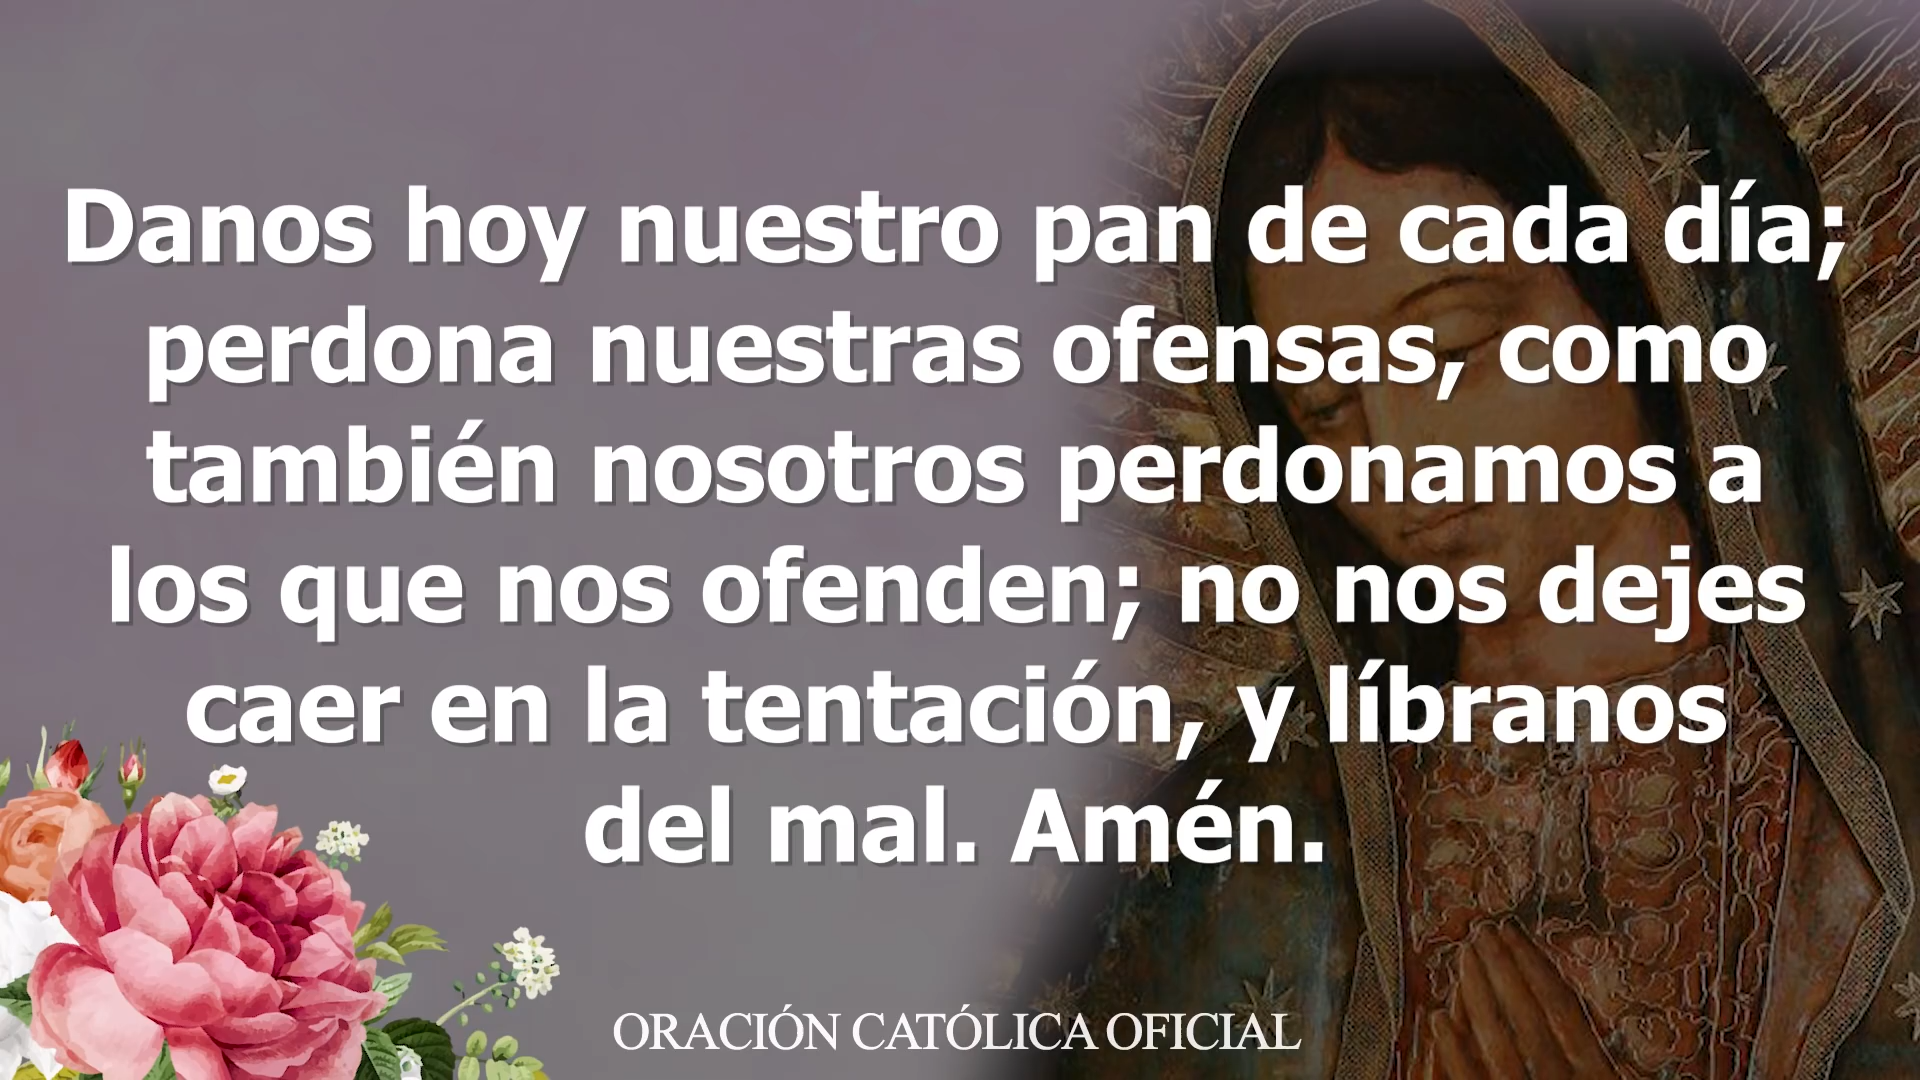 Danos hoy nuestro pan de cada día;
perdona nuestras ofensas, como
también nosotros perdonamos a
los que nos ofenden; no nos dejes
caer en la tentación, y líbranos
del mal. Amén.
ORACIÓN CATÓLICA OFICIAL